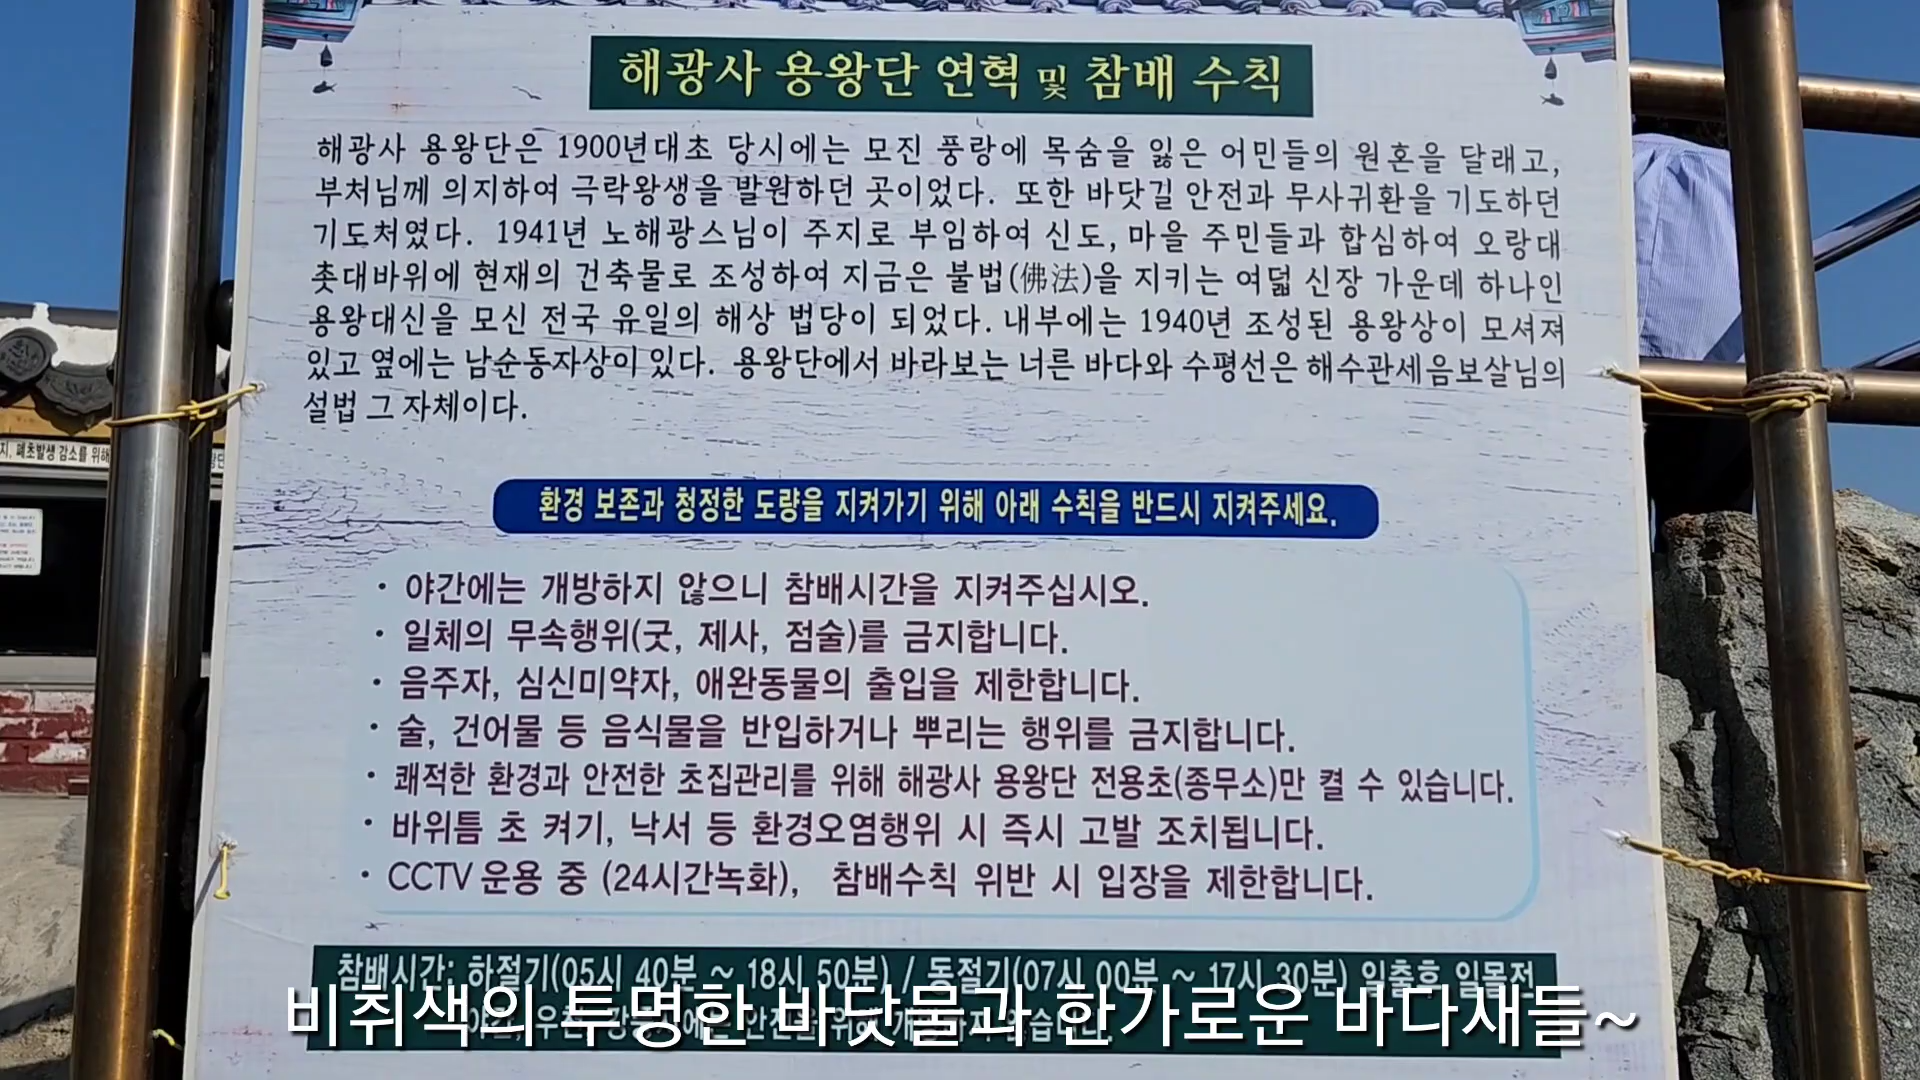 해광사 용왕단 연혁 및 참배 수칙
해광사 용왕단은 1900년대초 당시에는 모진 풍랑에 목숨을 잃은 어민들의 원혼을 달래고,
부처님께 의지하여 극락왕생을 발원하던 곳이었다. 또한 바닷길 안전과 무사귀환을 기도하던
기도처였다. 1941년 노해광스님이 주지로 부임하여 신도, 마을 주민들과 합심하여 오랑대
촛대바위에 현재의 건축물로 조성하여 지금은 불법(佛法)을 지키는 여덟 신장 가운데 하나인
용왕대신을 모신 전국 유일의 해상 법당이 되었다. 내부에는 1940년 조성된 용왕상이 모셔져
있고 옆에는 남순동자상이 있다. 용왕단에서 바라보는 너른 바다와 수평선은 해수관세음보살님의
설법 그 자체이다.
지, 폐초발생 감소를 위해
환경 보존과 청정한 도량을 지켜가기 위해 아래 수칙을 반드시 지켜주세요.
• 야간에는 개방하지 않으니 참배시간을 지켜주십시오.
• 일체의 무속행위(굿, 제사, 점술)를 금지합니다.
• 음주자, 심신미약자, 애완동물의 출입을 제한합니다.
• 술, 건어물 등 음식물을 반입하거나 뿌리는 행위를 금지합니다.
• 쾌적한 환경과 안전한 초집관리를 위해 해광사 용왕단 전용초(종무소)만 켤 수 있습니다.
• 바위틈 초 켜기, 낙서 등 환경오염행위 시 즉시 고발 조치됩니다.
• CCTV 운용 중 (24시간녹화), 참배수칙 위반 시 입장을 제한합니다.
참배시간: 하절기(05시 40분 ~ 18시 50분) / 동절기(07시 00분 ~ 17시 30분) 일출후 일몰전
비취색의 투명한 바닷물과 한가로운 바다새들~